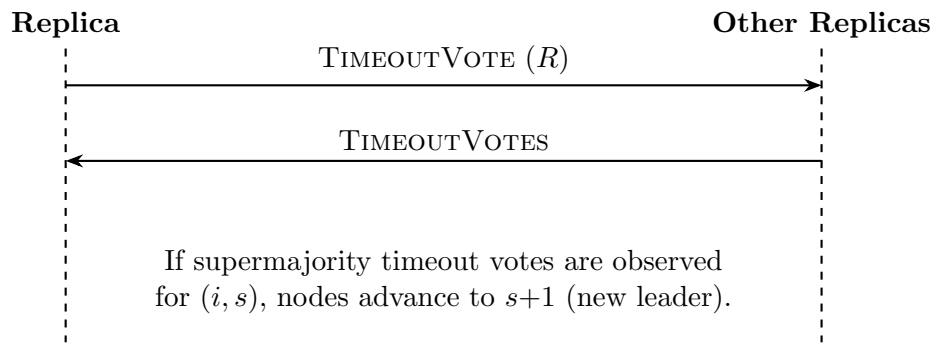 Replica
Other Replicas
TIMEOUTVOTE (R)
TIMEOUTVOTES
If supermajority timeout votes are observed
for (i, s), nodes advance to s+1 (new leader).